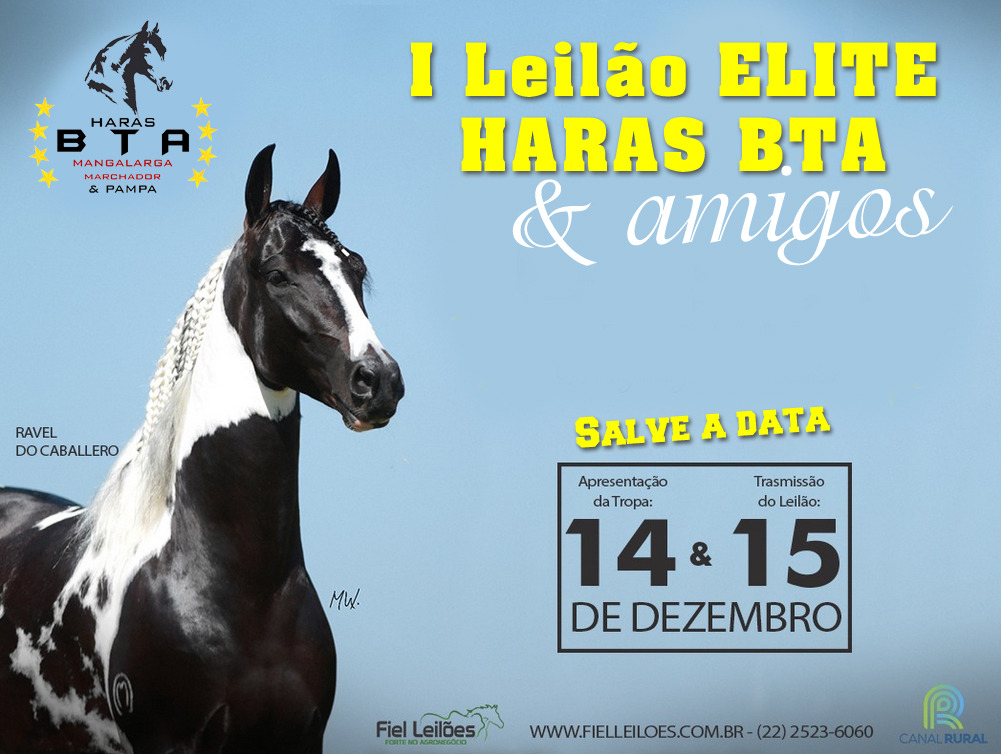 HARAS
BTA
MANGALARGA
MARCHADOR
& PAMPA
I Leilão ELITE
HARAS BTA
& amigos
RAVEL
DO CABALLERO
SALVE A DATA
Apresentação
da Tropa:
Trasmissão
do Leilão:
14 & 15
DE DEZEMBRO
MW.
Fiel Leilões
FORTE NO AGRONEGÓCIO
WWW.FIELLEILOES.COM.BR - (22) 2523-6060
CANAL RURAL